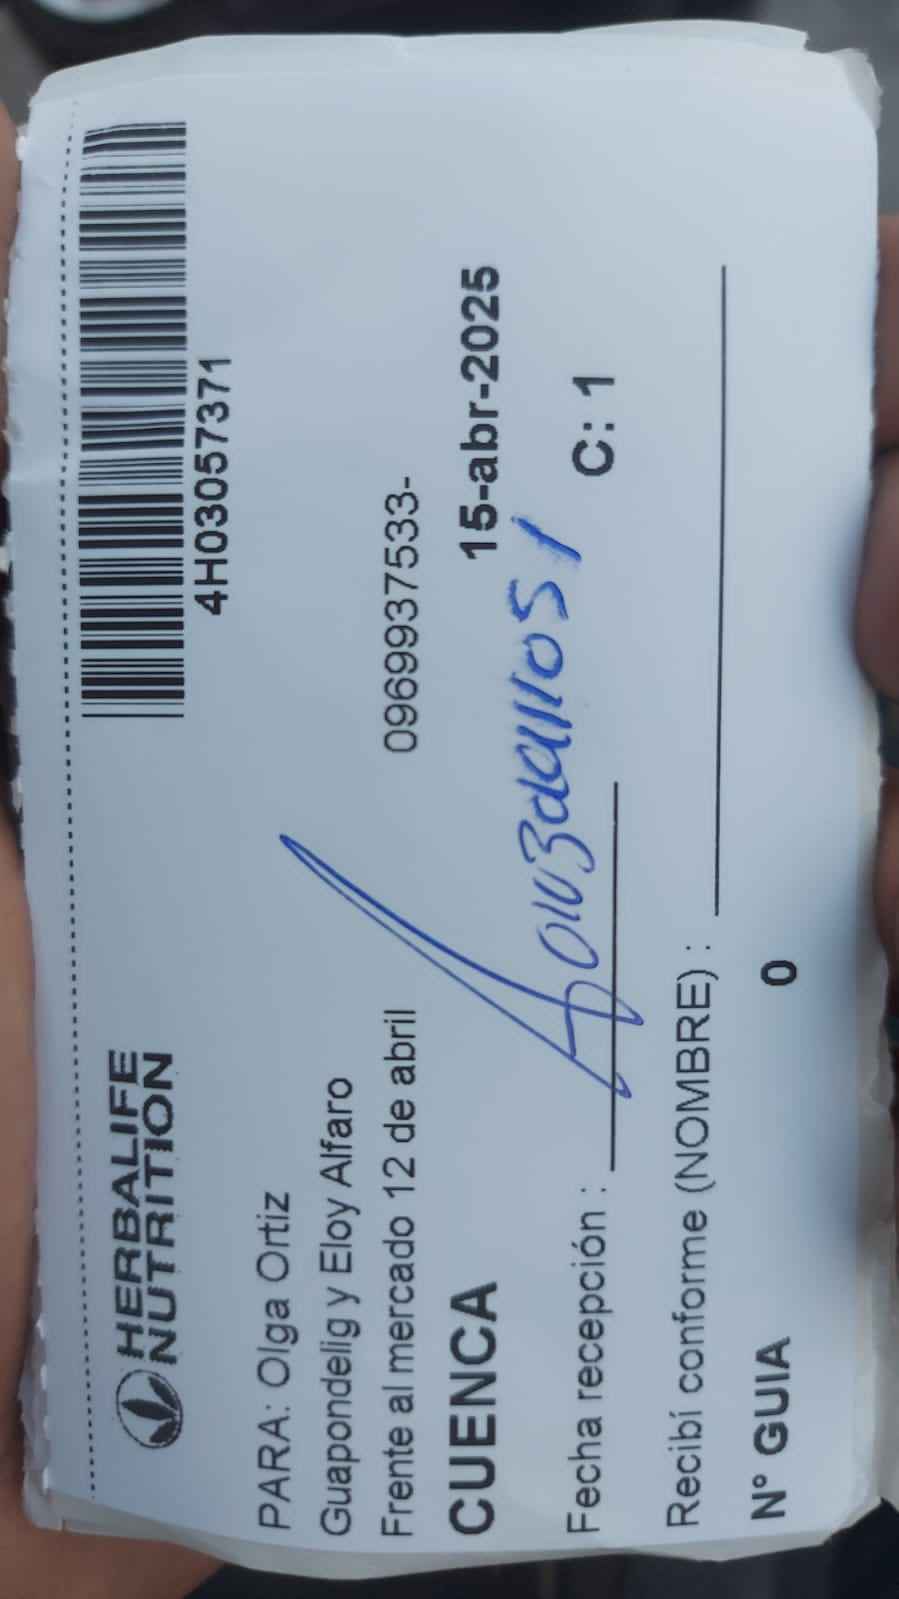 HERBALIFE
NUTRITION
4H03057371
PARA: Olga Ortiz
Guapondelig y Eloy Alfaro
Frente al mercado 12 de abril
0969937533-
CUENCA
15-abr-2025
Fecha recepción :
C: 1
Recibí conforme (NOMBRE) :
N° GUIA 0